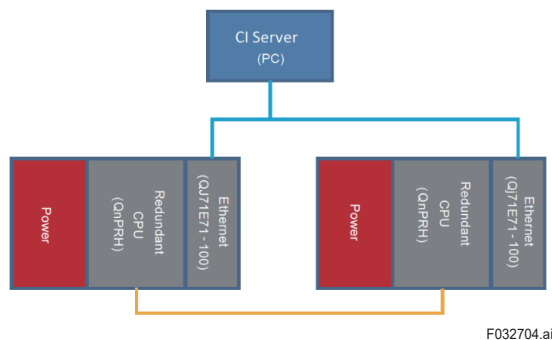 CI Server
(PC)
Power
Redundant
CPU
(QnPRH)
Ethernet
(QJ71E71 - 100)
Power
Redundant
CPU
(QnPRH)
Ethernet
(Qj71E71 - 100)
F032704.ai